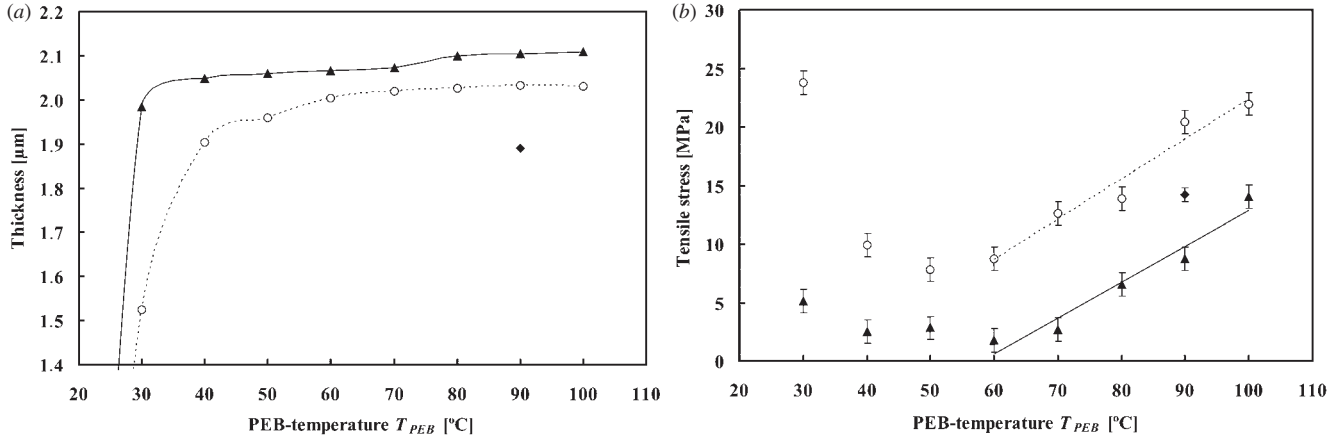 (a)
2.2
2.1
2.0
1.9
1.8
1.7
1.6
1.5
1.4
Thickness [µm]
20 30 40 50 60 70 80 90 100 110
PEB-temperature T_PEB [ºC]
(b)
30
25
20
15
10
5
0
Tensile stress [MPa]
20 30 40 50 60 70 80 90 100 110
PEB-temperature T_PEB [ºC]